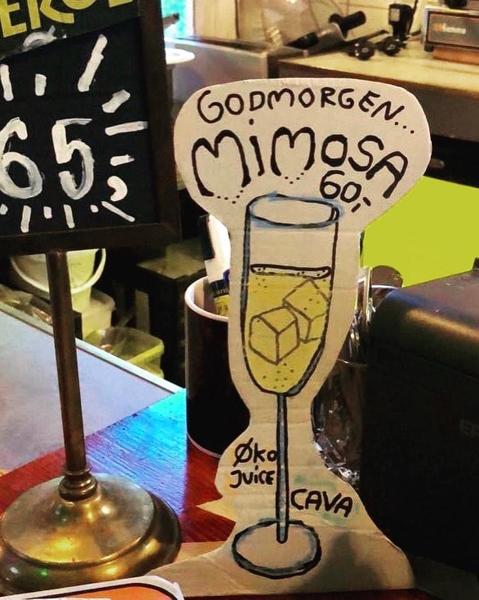 65,-
GODMORGEN...
MiMOSA
60,-
ØKO
JUiCE
CAVA